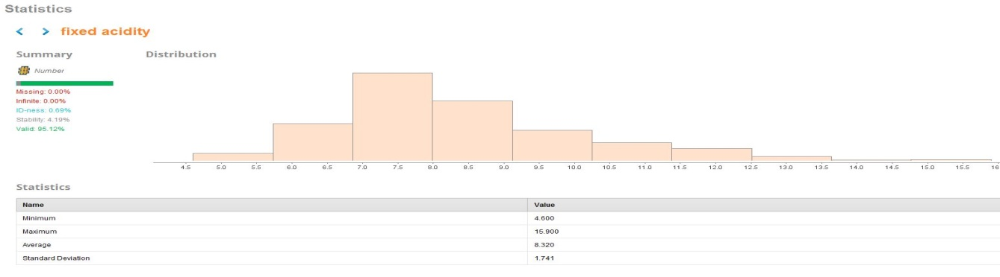 Statistics
< > fixed acidity
Summary
Distribution
# Number
Missing: 0.00%
Infinite: 0.00%
ID-ness: 0.69%
Stability: 4.19%
Valid: 95.12%
4.5 5.0 5.5 6.0 6.5 7.0 7.5 8.0 8.5 9.0 9.5 10.0 10.5 11.0 11.5 12.0 12.5 13.0 13.5 14.0 14.5 15.0 15.5 16
Statistics
Name Value
Minimum 4.600
Maximum 15.900
Average 8.320
Standard Deviation 1.741